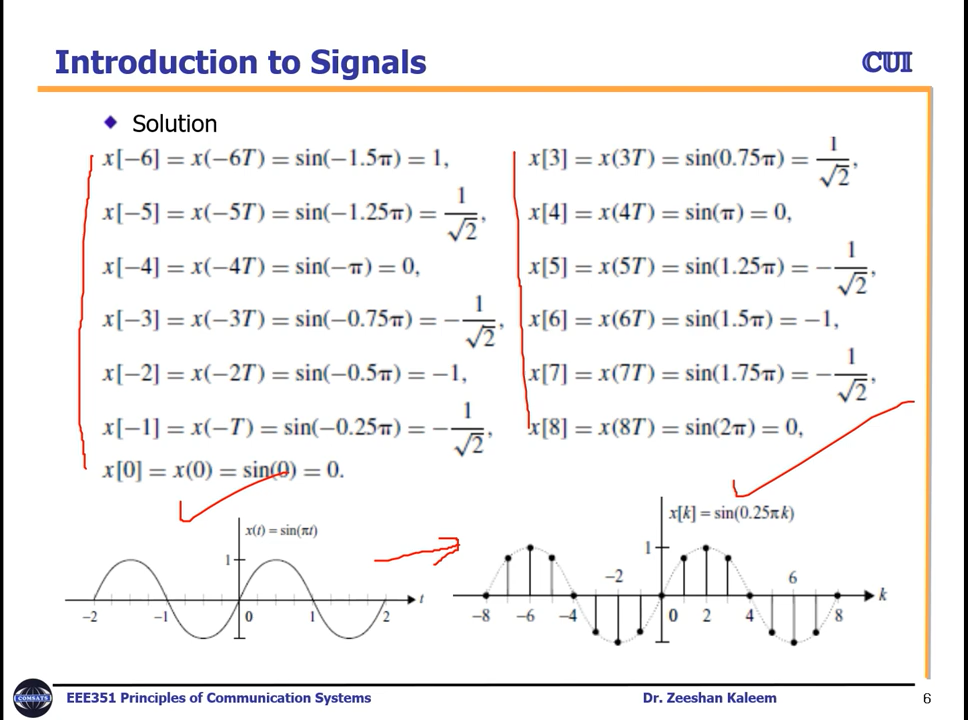 Introduction to Signals
CUI
Solution
x[−6] = x(−6T) = sin(−1.5π) = 1,
x[−5] = x(−5T) = sin(−1.25π) = 1/√2,
x[−4] = x(−4T) = sin(−π) = 0,
x[−3] = x(−3T) = sin(−0.75π) = −1/√2,
x[−2] = x(−2T) = sin(−0.5π) = −1,
x[−1] = x(−T) = sin(−0.25π) = −1/√2,
x[0] = x(0) = sin(0) = 0.
x[3] = x(3T) = sin(0.75π) = 1/√2,
x[4] = x(4T) = sin(π) = 0,
x[5] = x(5T) = sin(1.25π) = −1/√2,
x[6] = x(6T) = sin(1.5π) = −1,
x[7] = x(7T) = sin(1.75π) = −1/√2,
x[8] = x(8T) = sin(2π) = 0,
x(t) = sin(πt)
1
−2 −1 0 1 2 t
x[k] = sin(0.25πk)
1
−2 6
−8 −6 −4 0 2 4 8 k
COMSATS
EEE351 Principles of Communication Systems
Dr. Zeeshan Kaleem
6